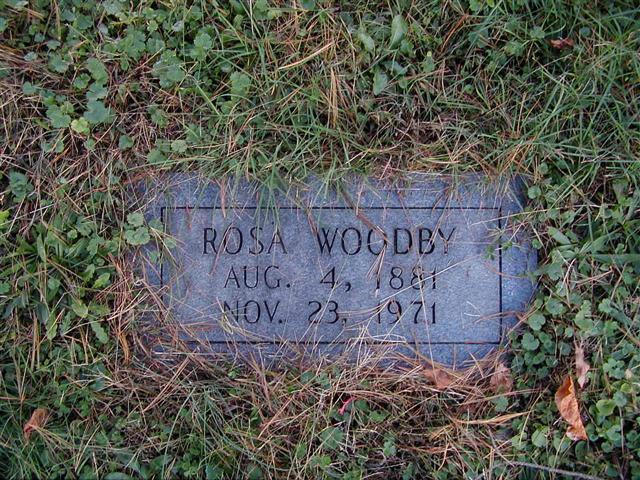 ROSA WOODBY
AUG. 4, 1881
NOV. 23, 1971